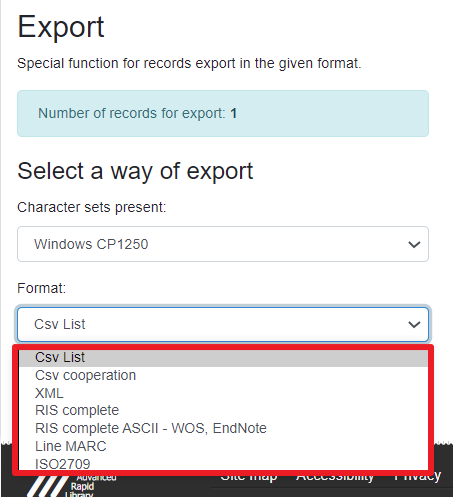 Export
Special function for records export in the given format.
Number of records for export: 1
Select a way of export
Character sets present:
Windows CP1250
Format:
Csv List
Csv List
Csv cooperation
XML
RIS complete
RIS complete ASCII - WOS, EndNote
Line MARC
ISO2709
Advanced
Rapid
Library
Site map Accessibility Privacy